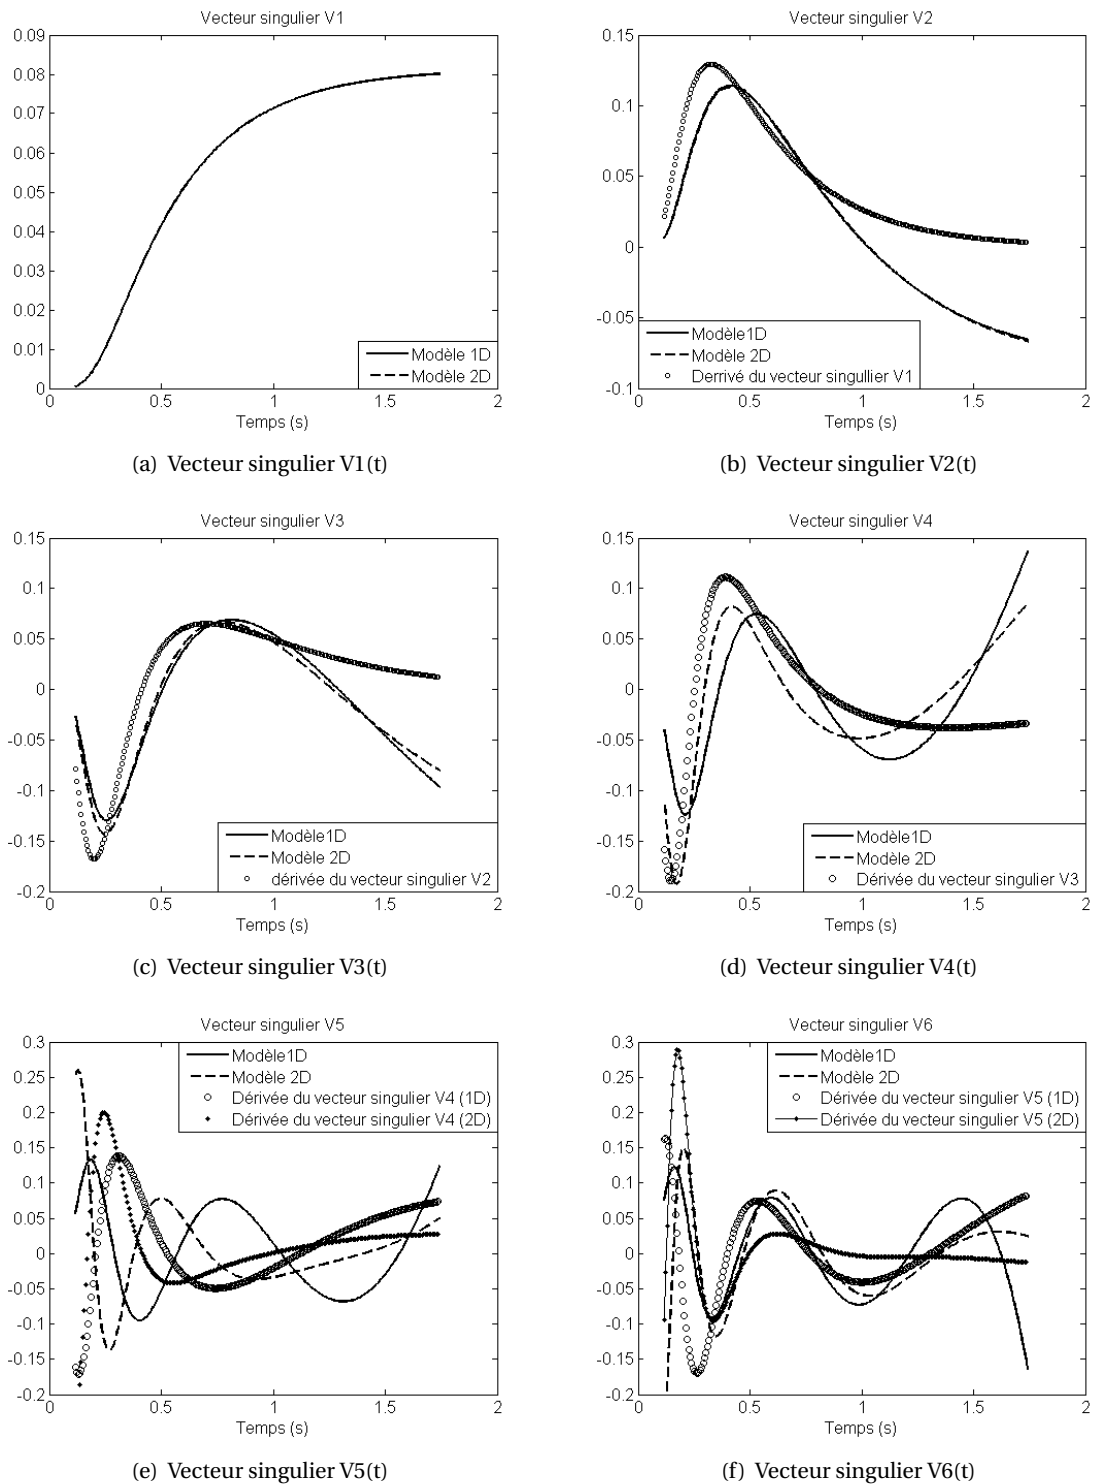 Vecteur singulier V1
0.09
0.08
0.07
0.06
0.05
0.04
0.03
0.02
0.01
0
0 0.5 1 1.5 2
Temps (s)
Modèle 1D
Modèle 2D
(a) Vecteur singulier V1(t)
Vecteur singulier V2
0.15
0.1
0.05
0
-0.05
-0.1
0 0.5 1 1.5 2
Temps (s)
Modèle1D
Modèle 2D
Derrivé du vecteur singullier V1
(b) Vecteur singulier V2(t)
Vecteur singulier V3
0.15
0.1
0.05
0
-0.05
-0.1
-0.15
-0.2
0 0.5 1 1.5 2
Temps (s)
Modèle1D
Modèle 2D
dérivée du vecteur singulier V2
(c) Vecteur singulier V3(t)
Vecteur singulier V4
0.15
0.1
0.05
0
-0.05
-0.1
-0.15
-0.2
0 0.5 1 1.5 2
Temps (s)
Modèle1D
Modèle 2D
Dérivée du vecteur singulier V3
(d) Vecteur singulier V4(t)
Vecteur singulier V5
0.3
0.25
0.2
0.15
0.1
0.05
0
-0.05
-0.1
-0.15
-0.2
0 0.5 1 1.5 2
Temps (s)
Modèle1D
Modèle 2D
Dérivée du vecteur singulier V4 (1D)
Dérivée du vecteur singulier V4 (2D)
(e) Vecteur singulier V5(t)
Vecteur singulier V6
0.3
0.25
0.2
0.15
0.1
0.05
0
-0.05
-0.1
-0.15
-0.2
0 0.5 1 1.5 2
Temps (s)
Modèle1D
Modèle 2D
Dérivée du vecteur singulier V5 (1D)
Dérivée du vecteur singulier V5 (2D)
(f) Vecteur singulier V6(t)